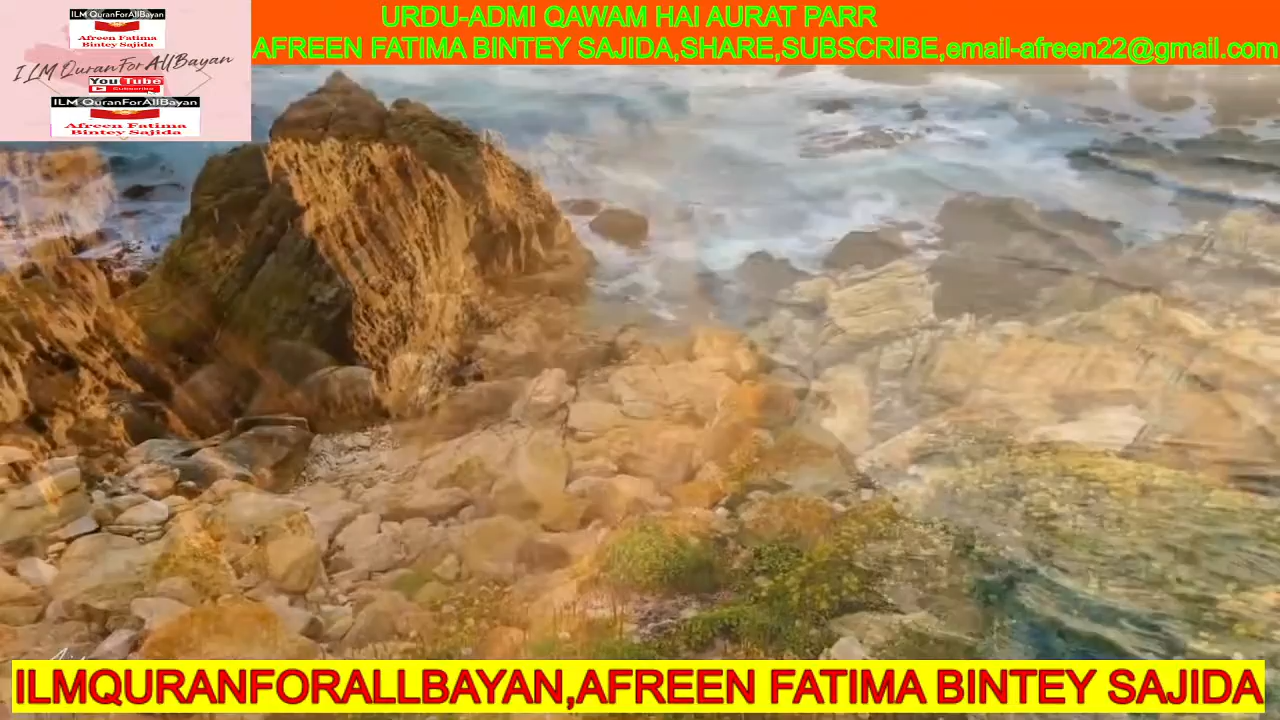 ILM QuranForAllBayan
Afreen Fatima
Bintey Sajida
ILM QuranForAllBayan
YouTube
Subscribe
ILM QuranForAllBayan
Afreen Fatima
Bintey Sajida
URDU-ADMI QAWAM HAI AURAT PARR
AFREEN FATIMA BINTEY SAJIDA,SHARE,SUBSCRIBE,email-afreen22@gmail.com
ILMQURANFORALLBAYAN,AFREEN FATIMA BINTEY SAJIDA